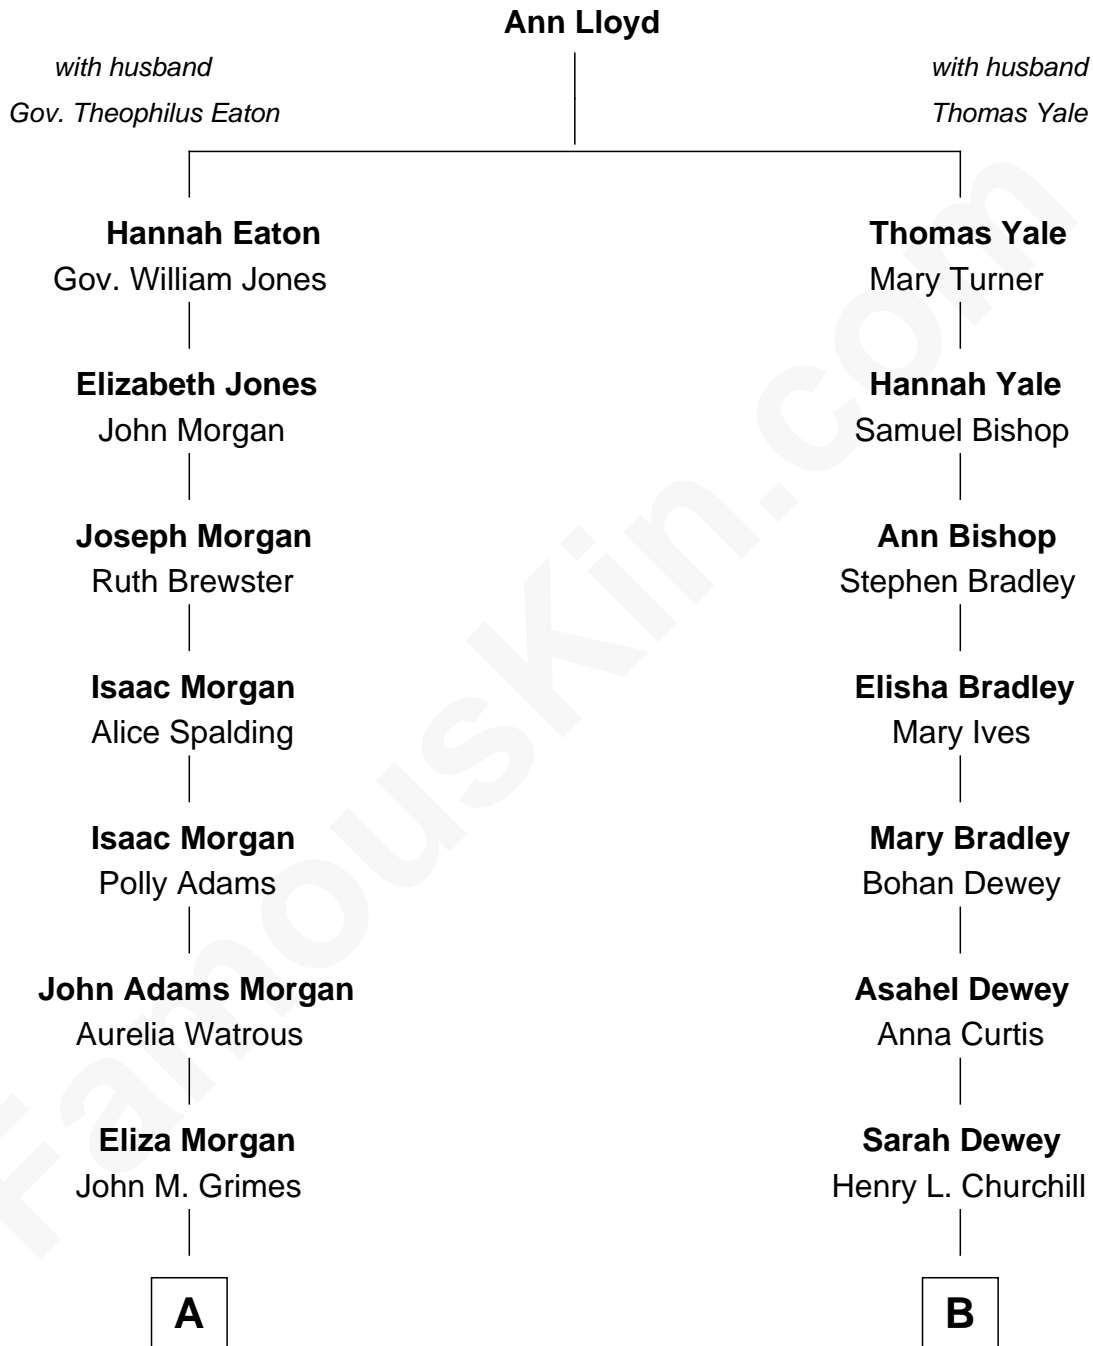 Ann Lloyd
with husband
Gov. Theophilus Eaton
with husband
Thomas Yale
Hannah Eaton
Gov. William Jones
Thomas Yale
Mary Turner
Elizabeth Jones
John Morgan
Hannah Yale
Samuel Bishop
Joseph Morgan
Ruth Brewster
Ann Bishop
Stephen Bradley
Isaac Morgan
Alice Spalding
Elisha Bradley
Mary Ives
Isaac Morgan
Polly Adams
Mary Bradley
Bohan Dewey
John Adams Morgan
Aurelia Watrous
Asahel Dewey
Anna Curtis
Eliza Morgan
John M. Grimes
Sarah Dewey
Henry L. Churchill
A
B
FamousKin.com